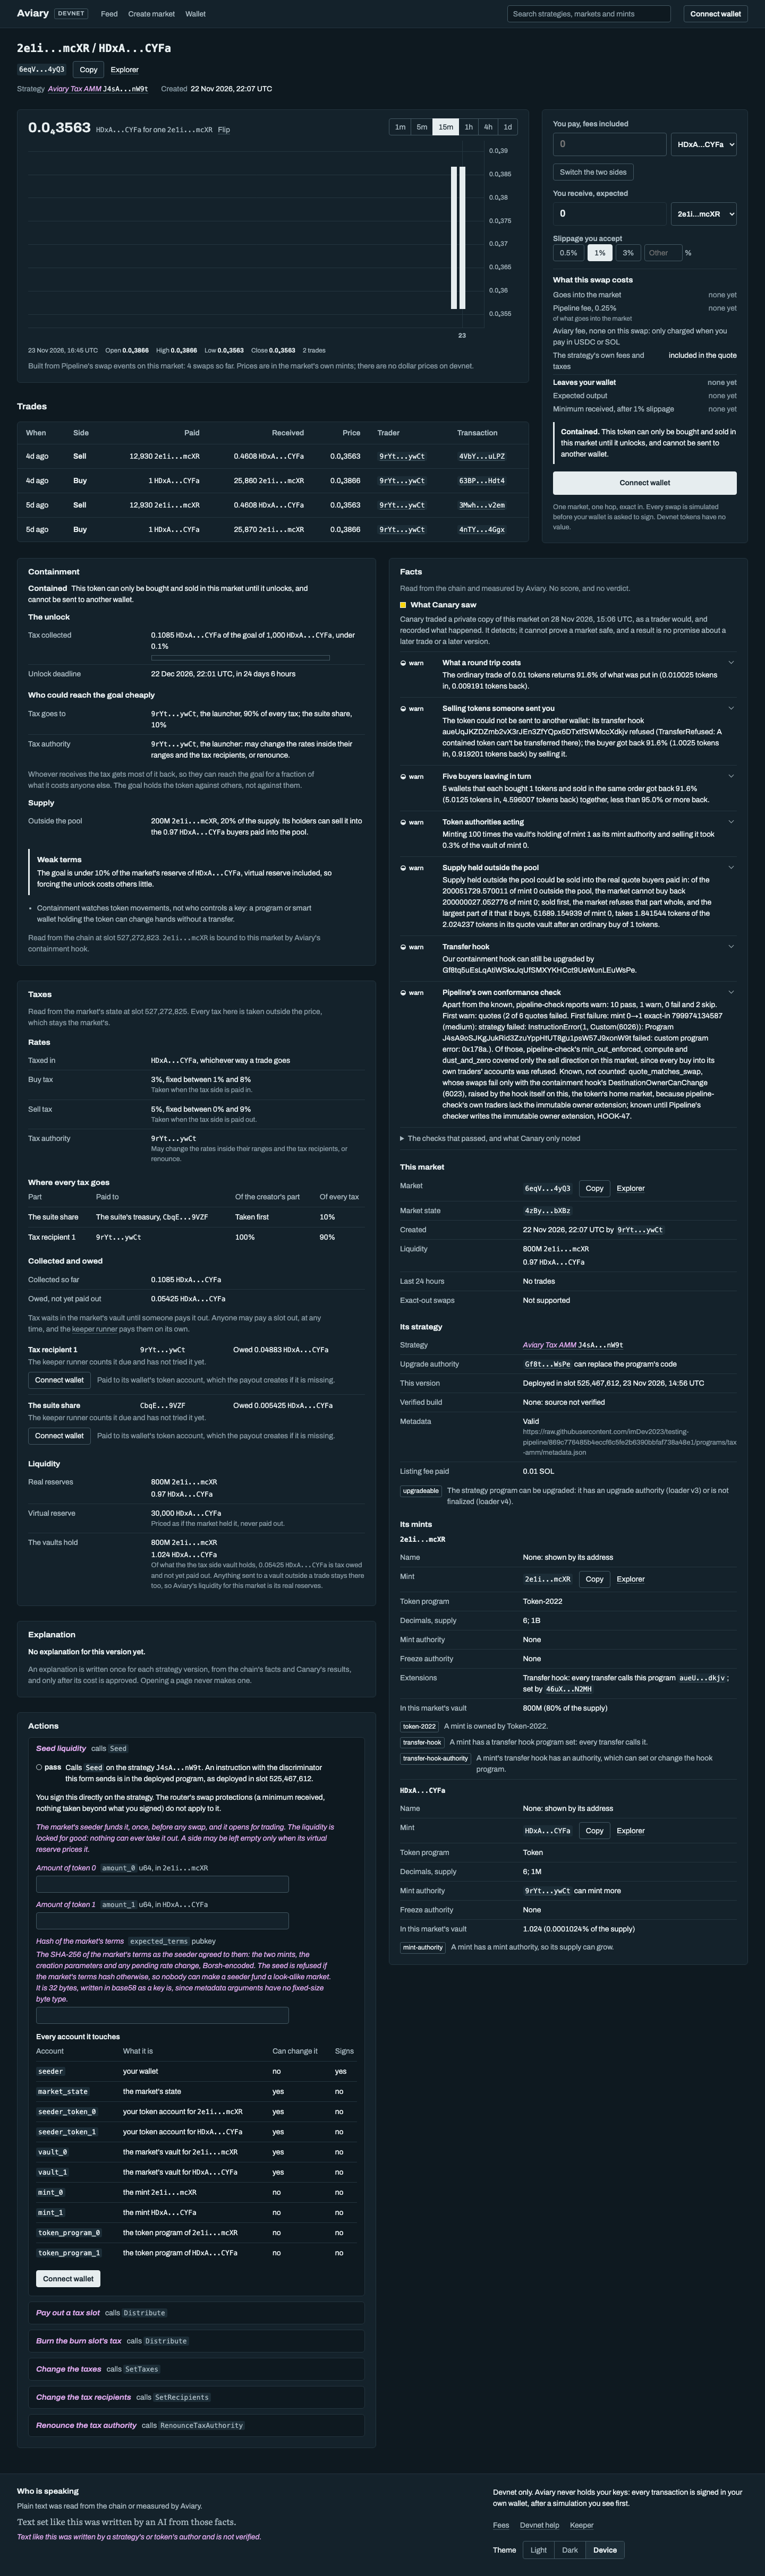 Aviary DEVNET Feed Create market Wallet Search strategies, markets and mints Connect wallet
2e1i...mcXR / HDxA...CYFa
6eqV...4yQ3 Copy Explorer
Strategy Aviary Tax AMM J4sA...nW9t Created 22 Nov 2026, 22:07 UTC
0.0₄3563 HDxA...CYFa for one 2e1i...mcXR Flip
1m 5m 15m 1h 4h 1d
0.0₄39
0.0₄385
0.0₄38
0.0₄375
0.0₄37
0.0₄365
0.0₄36
0.0₄355
23
23 Nov 2026, 16:45 UTC Open 0.0₄3866 High 0.0₄3866 Low 0.0₄3563 Close 0.0₄3563 2 trades
Built from Pipeline's swap events on this market: 4 swaps so far. Prices are in the market's own mints; there are no dollar prices on devnet.
You pay, fees included
0 HDxA...CYFa
Switch the two sides
You receive, expected
0 2e1i...mcXR
Slippage you accept
0.5% 1% 3% Other %
What this swap costs
Goes into the market none yet
Pipeline fee, 0.25% none yet
of what goes into the market
Aviary fee, none on this swap: only charged when you
pay in USDC or SOL
The strategy's own fees and included in the quote
taxes
Leaves your wallet none yet
Expected output none yet
Minimum received, after 1% slippage none yet
Contained. This token can only be bought and sold in
this market until it unlocks, and cannot be sent to
another wallet.
Connect wallet
One market, one hop, exact in. Every swap is simulated
before your wallet is asked to sign. Devnet tokens have no
value.
Trades
When Side Paid Received Price Trader Transaction
4d ago Sell 12,930 2e1i...mcXR 0.4608 HDxA...CYFa 0.0₄3563 9rYt...ywCt 4VbY...uLPZ
4d ago Buy 1 HDxA...CYFa 25,860 2e1i...mcXR 0.0₄3866 9rYt...ywCt 63BP...Hdt4
5d ago Sell 12,930 2e1i...mcXR 0.4608 HDxA...CYFa 0.0₄3563 9rYt...ywCt 3Mwh...v2em
5d ago Buy 1 HDxA...CYFa 25,870 2e1i...mcXR 0.0₄3866 9rYt...ywCt 4nTY...4Ggx
Containment
Contained This token can only be bought and sold in this market until it unlocks, and
cannot be sent to another wallet.
The unlock
Tax collected 0.1085 HDxA...CYFa of the goal of 1,000 HDxA...CYFa, under
0.1%
Unlock deadline 22 Dec 2026, 22:01 UTC, in 24 days 6 hours
Who could reach the goal cheaply
Tax goes to 9rYt...ywCt, the launcher, 90% of every tax; the suite share,
10%
Tax authority 9rYt...ywCt, the launcher: may change the rates inside their
ranges and the tax recipients, or renounce.
Whoever receives the tax gets most of it back, so they can reach the goal for a fraction of
what it costs anyone else. The goal holds the token against others, not against them.
Supply
Outside the pool 200M 2e1i...mcXR, 20% of the supply. Its holders can sell it into
the 0.97 HDxA...CYFa buyers paid into the pool.
Weak terms
The goal is under 10% of the market's reserve of HDxA...CYFa, virtual reserve included, so
forcing the unlock costs others little.
• Containment watches token movements, not who controls a key: a program or smart
wallet holding the token can change hands without a transfer.
Read from the chain at slot 527,272,823. 2e1i...mcXR is bound to this market by Aviary's
containment hook.
Taxes
Read from the market's state at slot 527,272,825. Every tax here is taken outside the price,
which stays the market's.
Rates
Taxed in HDxA...CYFa, whichever way a trade goes
Buy tax 3%, fixed between 1% and 8%
Taken when the tax side is paid in.
Sell tax 5%, fixed between 0% and 9%
Taken when the tax side is paid out.
Tax authority 9rYt...ywCt
May change the rates inside their ranges and the tax recipients, or
renounce.
Where every tax goes
Part Paid to Of the creator's part Of every tax
The suite share The suite's treasury, CbqE...9VZF Taken first 10%
Tax recipient 1 9rYt...ywCt 100% 90%
Collected and owed
Collected so far 0.1085 HDxA...CYFa
Owed, not yet paid out 0.05425 HDxA...CYFa
Tax waits in the market's vault until someone pays it out. Anyone may pay a slot out, at any
time, and the keeper runner pays them on its own.
Tax recipient 1 9rYt...ywCt Owed 0.04883 HDxA...CYFa
The keeper runner counts it due and has not tried it yet.
Connect wallet Paid to its wallet's token account, which the payout creates if it is missing.
The suite share CbqE...9VZF Owed 0.005425 HDxA...CYFa
The keeper runner counts it due and has not tried it yet.
Connect wallet Paid to its wallet's token account, which the payout creates if it is missing.
Liquidity
Real reserves 800M 2e1i...mcXR
0.97 HDxA...CYFa
Virtual reserve 30,000 HDxA...CYFa
Priced as if the market held it, never paid out.
The vaults hold 800M 2e1i...mcXR
1.024 HDxA...CYFa
Of what the tax side vault holds, 0.05425 HDxA...CYFa is tax owed
and not yet paid out. Anything sent to a vault outside a trade stays there
too, so Aviary's liquidity for this market is its real reserves.
Explanation
No explanation for this version yet.
An explanation is written once for each strategy version, from the chain's facts and Canary's results,
and only after its cost is approved. Opening a page never makes one.
Actions
Seed liquidity calls Seed
pass Calls Seed on the strategy J4sA...nW9t. An instruction with the discriminator
this form sends is in the deployed program, as deployed in slot 525,467,612.
You sign this directly on the strategy. The router's swap protections (a minimum received,
nothing taken beyond what you signed) do not apply to it.
The market's seeder funds it, once, before any swap, and it opens for trading. The liquidity is
locked for good: nothing can ever take it out. A side may be left empty only when its virtual
reserve prices it.
Amount of token 0 amount_0 u64, in 2e1i...mcXR
Amount of token 1 amount_1 u64, in HDxA...CYFa
Hash of the market's terms expected_terms pubkey
The SHA-256 of the market's terms as the seeder agreed to them: the two mints, the
creation parameters and any pending rate change, Borsh-encoded. The seed is refused if
the market's terms hash otherwise, so nobody can make a seeder fund a look-alike market.
It is 32 bytes, written in base58 as a key is, since metadata arguments have no fixed-size
byte type.
Every account it touches
Account What it is Can change it Signs
seeder your wallet no yes
market_state the market's state yes no
seeder_token_0 your token account for 2e1i...mcXR yes no
seeder_token_1 your token account for HDxA...CYFa yes no
vault_0 the market's vault for 2e1i...mcXR yes no
vault_1 the market's vault for HDxA...CYFa yes no
mint_0 the mint 2e1i...mcXR no no
mint_1 the mint HDxA...CYFa no no
token_program_0 the token program of 2e1i...mcXR no no
token_program_1 the token program of HDxA...CYFa no no
Connect wallet
Pay out a tax slot calls Distribute
Burn the burn slot's tax calls Distribute
Change the taxes calls SetTaxes
Change the tax recipients calls SetRecipients
Renounce the tax authority calls RenounceTaxAuthority
Facts
Read from the chain and measured by Aviary. No score, and no verdict.
What Canary saw
Canary traded a private copy of this market on 28 Nov 2026, 15:06 UTC, as a trader would, and
recorded what happened. It detects; it cannot prove a market safe, and a result is no promise about a
later trade or a later version.
warn What a round trip costs
The ordinary trade of 0.01 tokens returns 91.6% of what was put in (0.010025 tokens
in, 0.009191 tokens back).
warn Selling tokens someone sent you
The token could not be sent to another wallet: its transfer hook
aueUqJKZDZmb2vX3rJEn3ZfYQpx6DTxtfSWMccXdkjv refused (TransferRefused: A
contained token can't be transferred there); the buyer got back 91.6% (1.0025 tokens
in, 0.919201 tokens back) by selling it.
warn Five buyers leaving in turn
5 wallets that each bought 1 tokens and sold in the same order got back 91.6%
(5.0125 tokens in, 4.596007 tokens back) together, less than 95.0% or more back.
warn Token authorities acting
Minting 100 times the vault's holding of mint 1 as its mint authority and selling it took
0.3% of the vault of mint 0.
warn Supply held outside the pool
Supply held outside the pool could be sold into the real quote buyers paid in: of the
200051729.570011 of mint 0 outside the pool, the market cannot buy back
200000027.052776 of mint 0; sold first, the market refuses that part whole, and the
largest part of it that it buys, 51689.154939 of mint 0, takes 1.841544 tokens of the
2.024237 tokens in its quote vault after an ordinary buy of 1 tokens.
warn Transfer hook
Our containment hook can still be upgraded by
Gf8tq5uEsLqAtiWSkxJqUfSMXYKHCct9UeWunLEuWsPe.
warn Pipeline's own conformance check
Apart from the known, pipeline-check reports warn: 10 pass, 1 warn, 0 fail and 2 skip.
First warn: quotes (2 of 6 quotes failed. First failure: mint 0→1 exact-in 799974134587
(medium): strategy failed: InstructionError(1, Custom(6026)): Program
J4sA9oSJKgJukRid3ZzuYppHtUT8gu1psW57J9xonW9t failed: custom program
error: 0x178a.). Of those, pipeline-check's min_out_enforced, compute and
dust_and_zero covered only the sell direction on this market, since every buy into its
own traders' accounts was refused. Known, not counted: quote_matches_swap,
whose swaps fail only with the containment hook's DestinationOwnerCanChange
(6023), raised by the hook itself on this, the token's home market, because pipeline-
check's own traders lack the immutable owner extension; known until Pipeline's
checker writes the immutable owner extension, HOOK-47.
The checks that passed, and what Canary only noted
This market
Market 6eqV...4yQ3 Copy Explorer
Market state 4zBy...bXBz
Created 22 Nov 2026, 22:07 UTC by 9rYt...ywCt
Liquidity 800M 2e1i...mcXR
0.97 HDxA...CYFa
Last 24 hours No trades
Exact-out swaps Not supported
Its strategy
Strategy Aviary Tax AMM J4sA...nW9t
Upgrade authority Gf8t...WsPe can replace the program's code
This version Deployed in slot 525,467,612, 23 Nov 2026, 14:56 UTC
Verified build None: source not verified
Metadata Valid
https://raw.githubusercontent.com/imDev2023/testing-
pipeline/869c776485b4eccf8c5fe2b6390bbfaf738a48e1/programs/tax
-amm/metadata.json
Listing fee paid 0.01 SOL
upgradeable The strategy program can be upgraded: it has an upgrade authority (loader v3) or is not
finalized (loader v4).
Its mints
2e1i...mcXR
Name None: shown by its address
Mint 2e1i...mcXR Copy Explorer
Token program Token-2022
Decimals, supply 6; 1B
Mint authority None
Freeze authority None
Extensions Transfer hook: every transfer calls this program aueU...dkjv;
set by 46uX...N2MH
In this market's vault 800M (80% of the supply)
token-2022 A mint is owned by Token-2022.
transfer-hook A mint has a transfer hook program set: every transfer calls it.
transfer-hook-authority A mint's transfer hook has an authority, which can set or change the hook
program.
HDxA...CYFa
Name None: shown by its address
Mint HDxA...CYFa Copy Explorer
Token program Token
Decimals, supply 6; 1M
Mint authority 9rYt...ywCt can mint more
Freeze authority None
In this market's vault 1.024 (0.0001024% of the supply)
mint-authority A mint has a mint authority, so its supply can grow.
Who is speaking
Plain text was read from the chain or measured by Aviary.
Text set like this was written by an AI from those facts.
Text like this was written by a strategy's or token's author and is not verified.
Devnet only. Aviary never holds your keys: every transaction is signed in your
own wallet, after a simulation you see first.
Fees Devnet help Keeper
Theme Light Dark Device